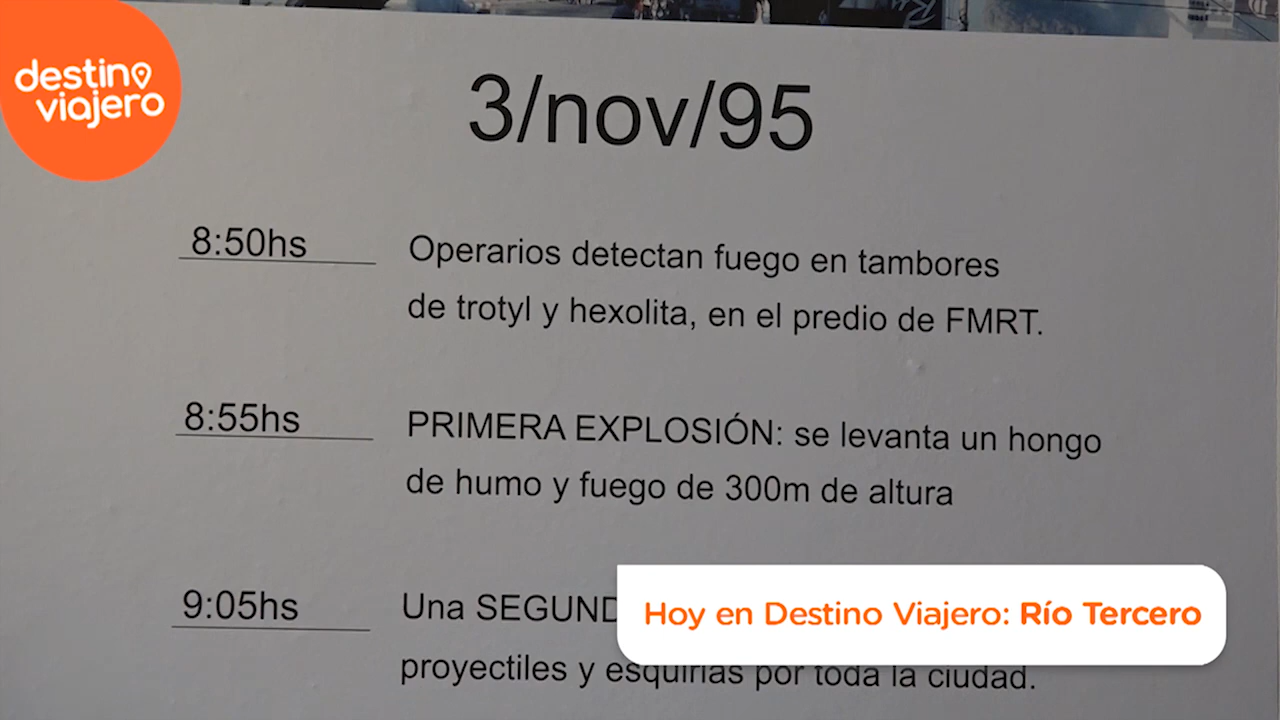 destino
viajero
3/nov/95
8:50hs
Operarios detectan fuego en tambores
de trotyl y hexolita, en el predio de FMRT.
8:55hs
PRIMERA EXPLOSIÓN: se levanta un hongo
de humo y fuego de 300m de altura
9:05hs
Una
Hoy en Destino Viajero: Río Tercero
proyectiles y esquirlas por toda la ciudad.